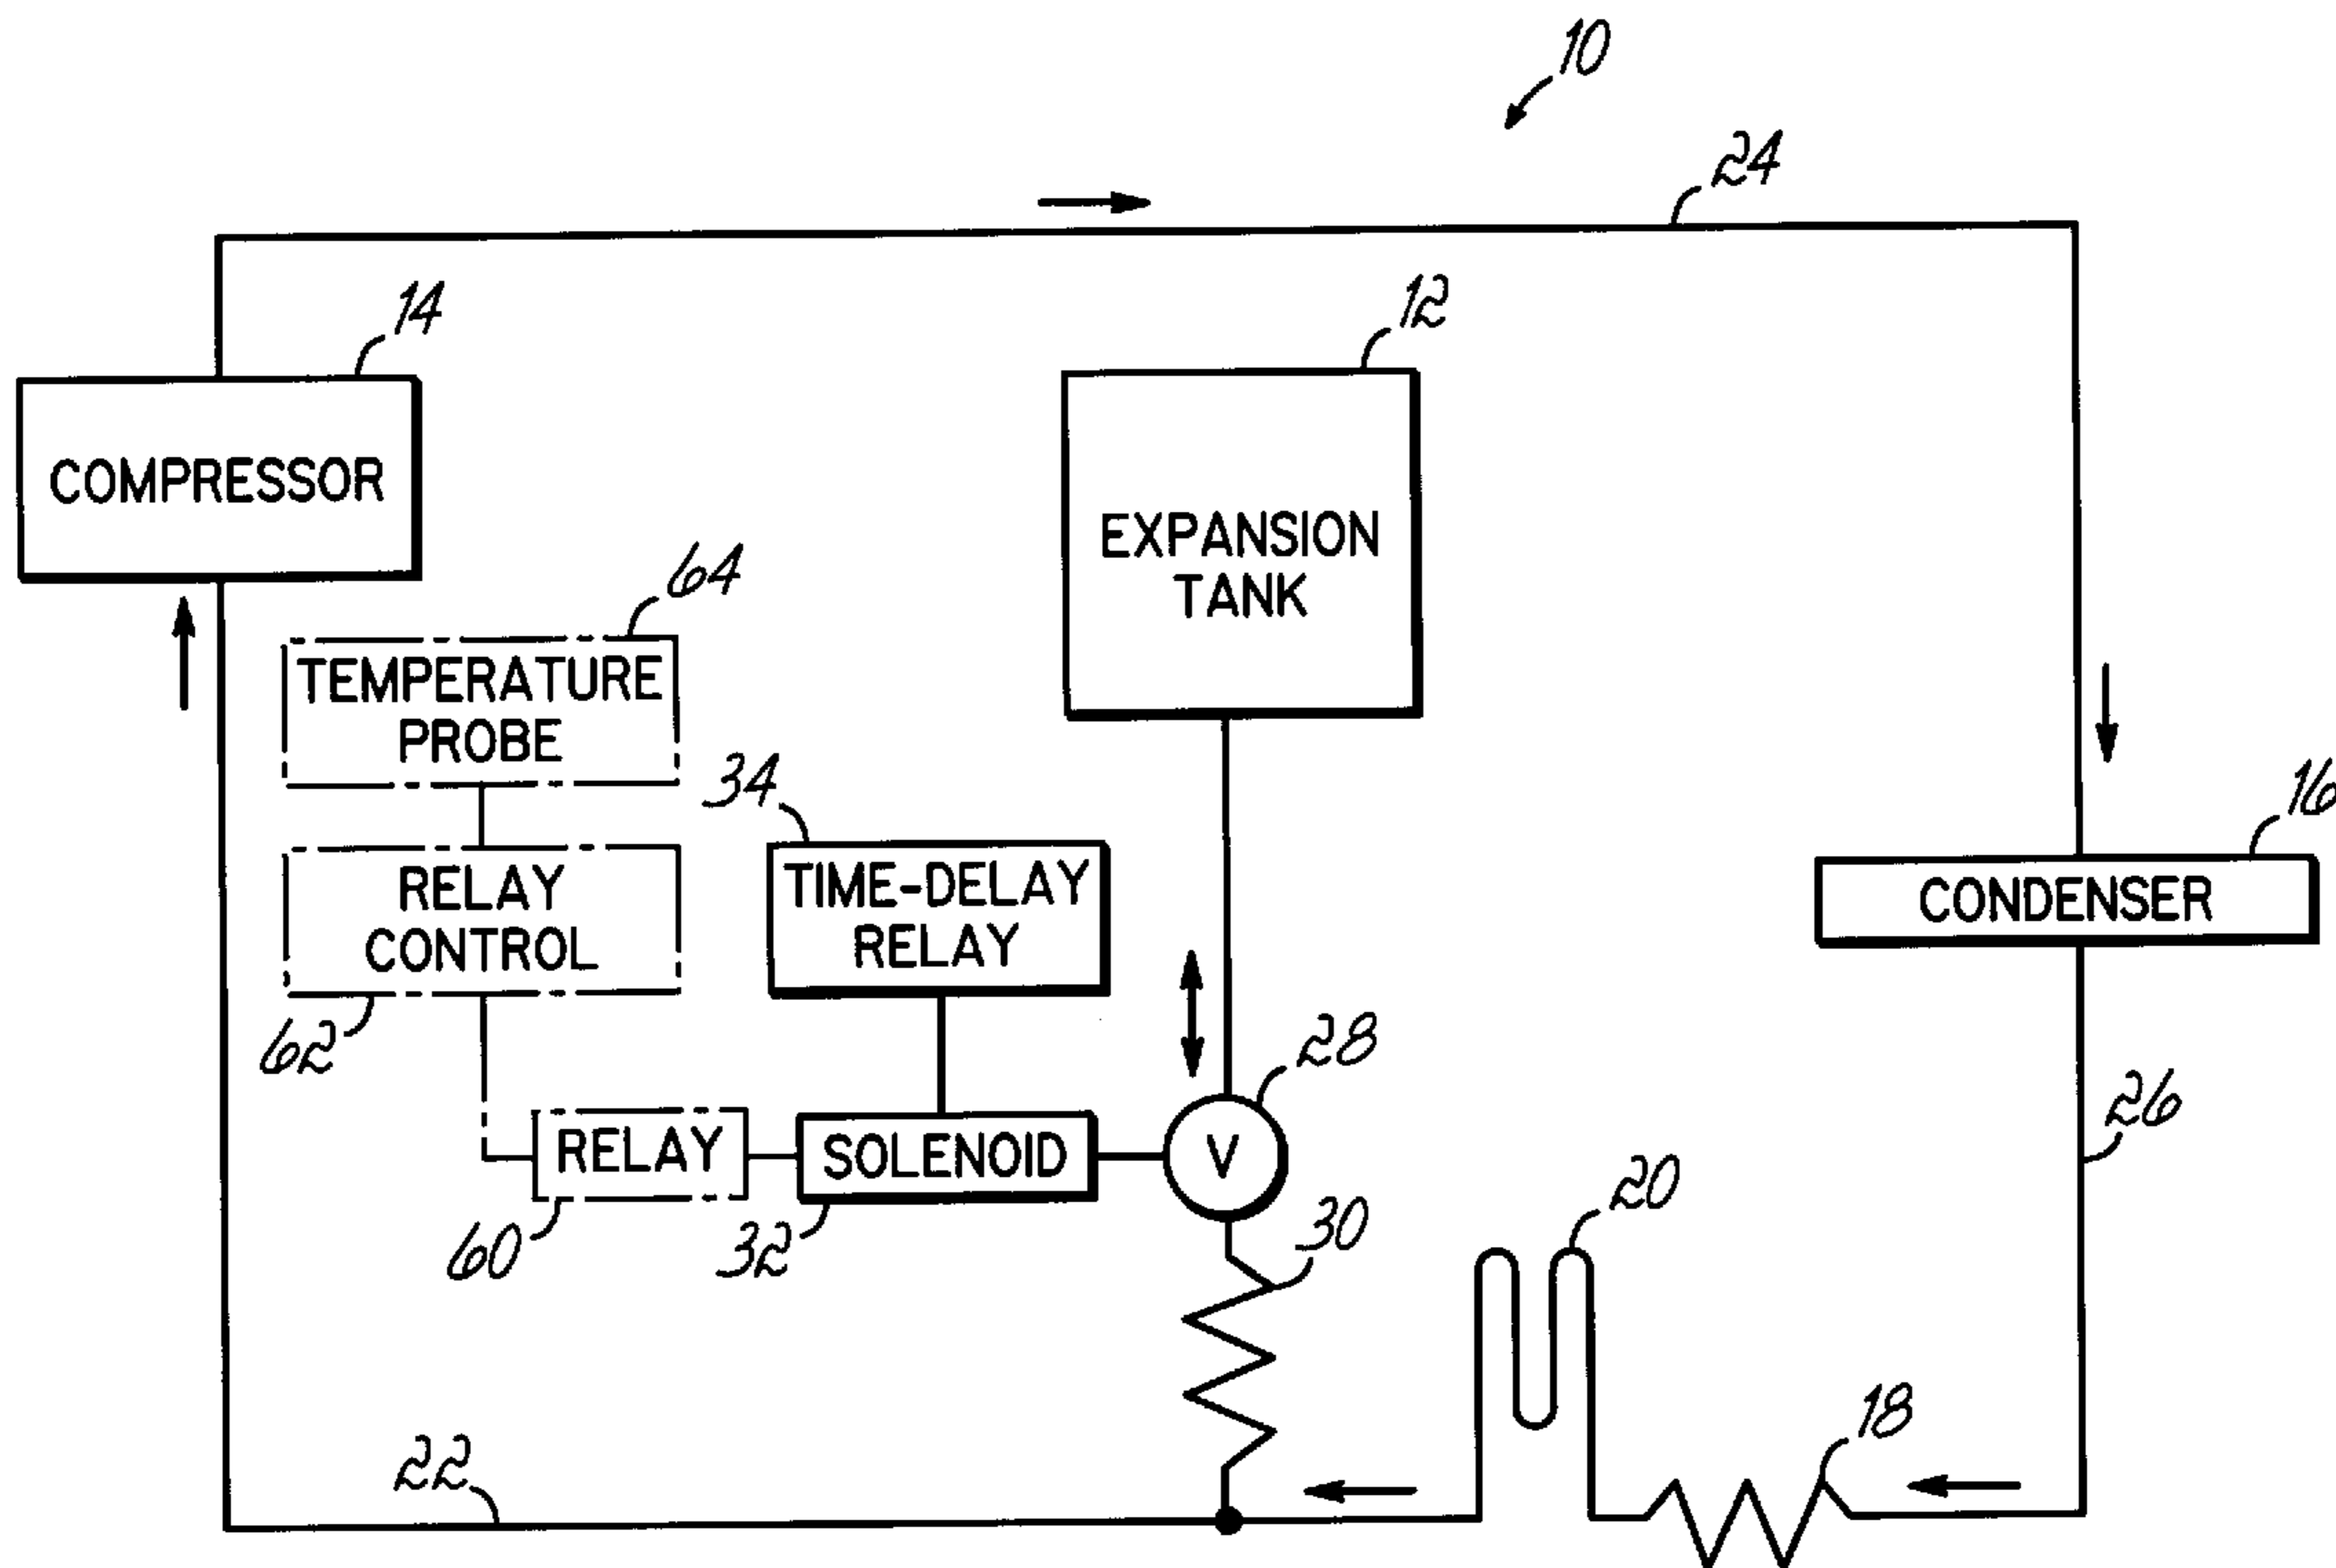 10
24
14
12
COMPRESSOR
EXPANSION
TANK
64
TEMPERATURE
PROBE
34
16
RELAY
CONTROL
TIME-DELAY
RELAY
CONDENSER
62
28
26
RELAY
SOLENOID
V
20
60
32
30
18
22